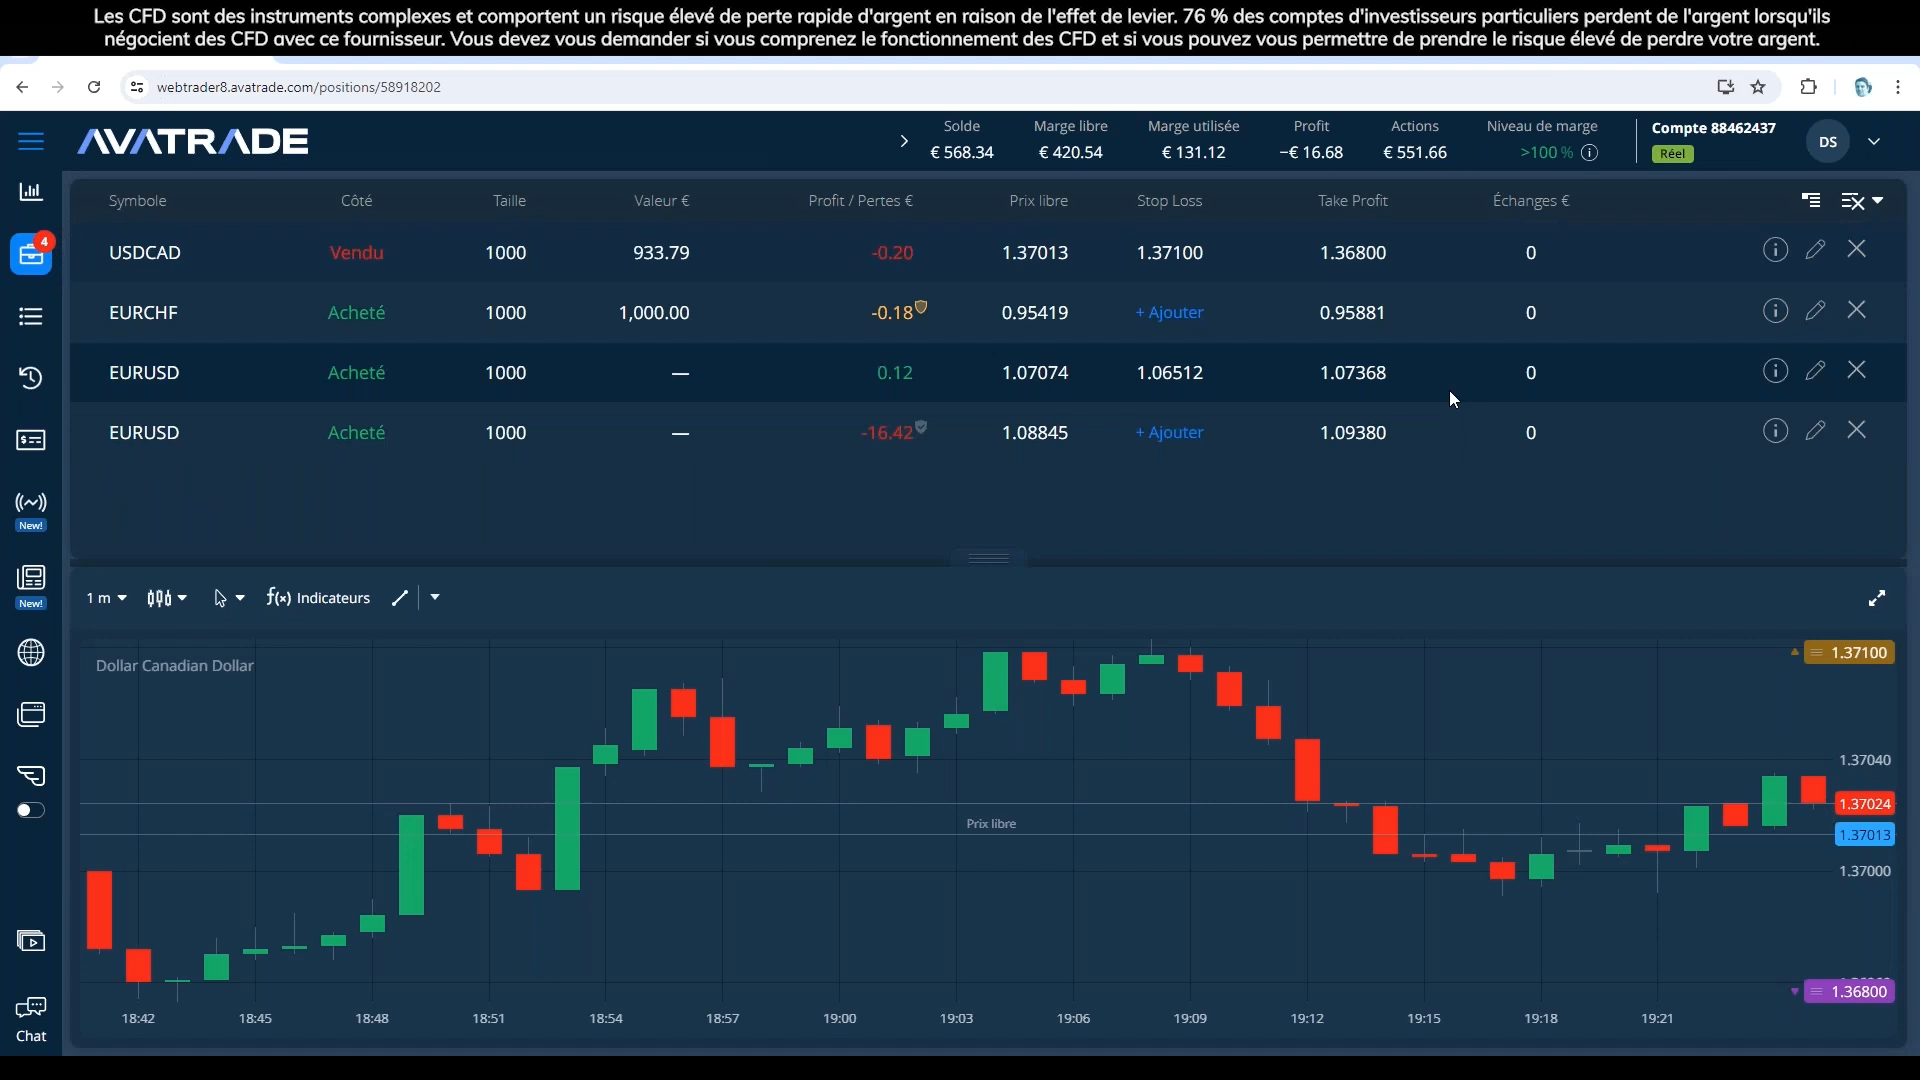 Les CFD sont des instruments complexes et comportent un risque élevé de perte rapide d'argent en raison de l'effet de levier. 76 % des comptes d'investisseurs particuliers perdent de l'argent lorsqu'ils
négocient des CFD avec ce fournisseur. Vous devez vous demander si vous comprenez le fonctionnement des CFD et si vous pouvez vous permettre de prendre le risque élevé de perdre votre argent.
webtrader8.avatrade.com/positions/58918202
AVATRADE
Solde Marge libre Marge utilisée Profit Actions Niveau de marge Compte 88462437
€ 568.34 € 420.54 € 131.12 −€ 16.68 € 551.66 >100 % Réel
DS
Symbole Côté Taille Valeur € Profit / Pertes € Prix libre Stop Loss Take Profit Échanges €
4
USDCAD Vendu 1000 933.79 -0.20 1.37013 1.37100 1.36800 0
EURCHF Acheté 1000 1,000.00 -0.18 0.95419 + Ajouter 0.95881 0
EURUSD Acheté 1000 — 0.12 1.07074 1.06512 1.07368 0
EURUSD Acheté 1000 — -16.42 1.08845 + Ajouter 1.09380 0
New!
New!
1 m f(x) Indicateurs
Dollar Canadian Dollar
1.37100
1.37040
1.37024
Prix libre
1.37013
1.37000
1.36800
18:42 18:45 18:48 18:51 18:54 18:57 19:00 19:03 19:06 19:09 19:12 19:15 19:18 19:21
Chat